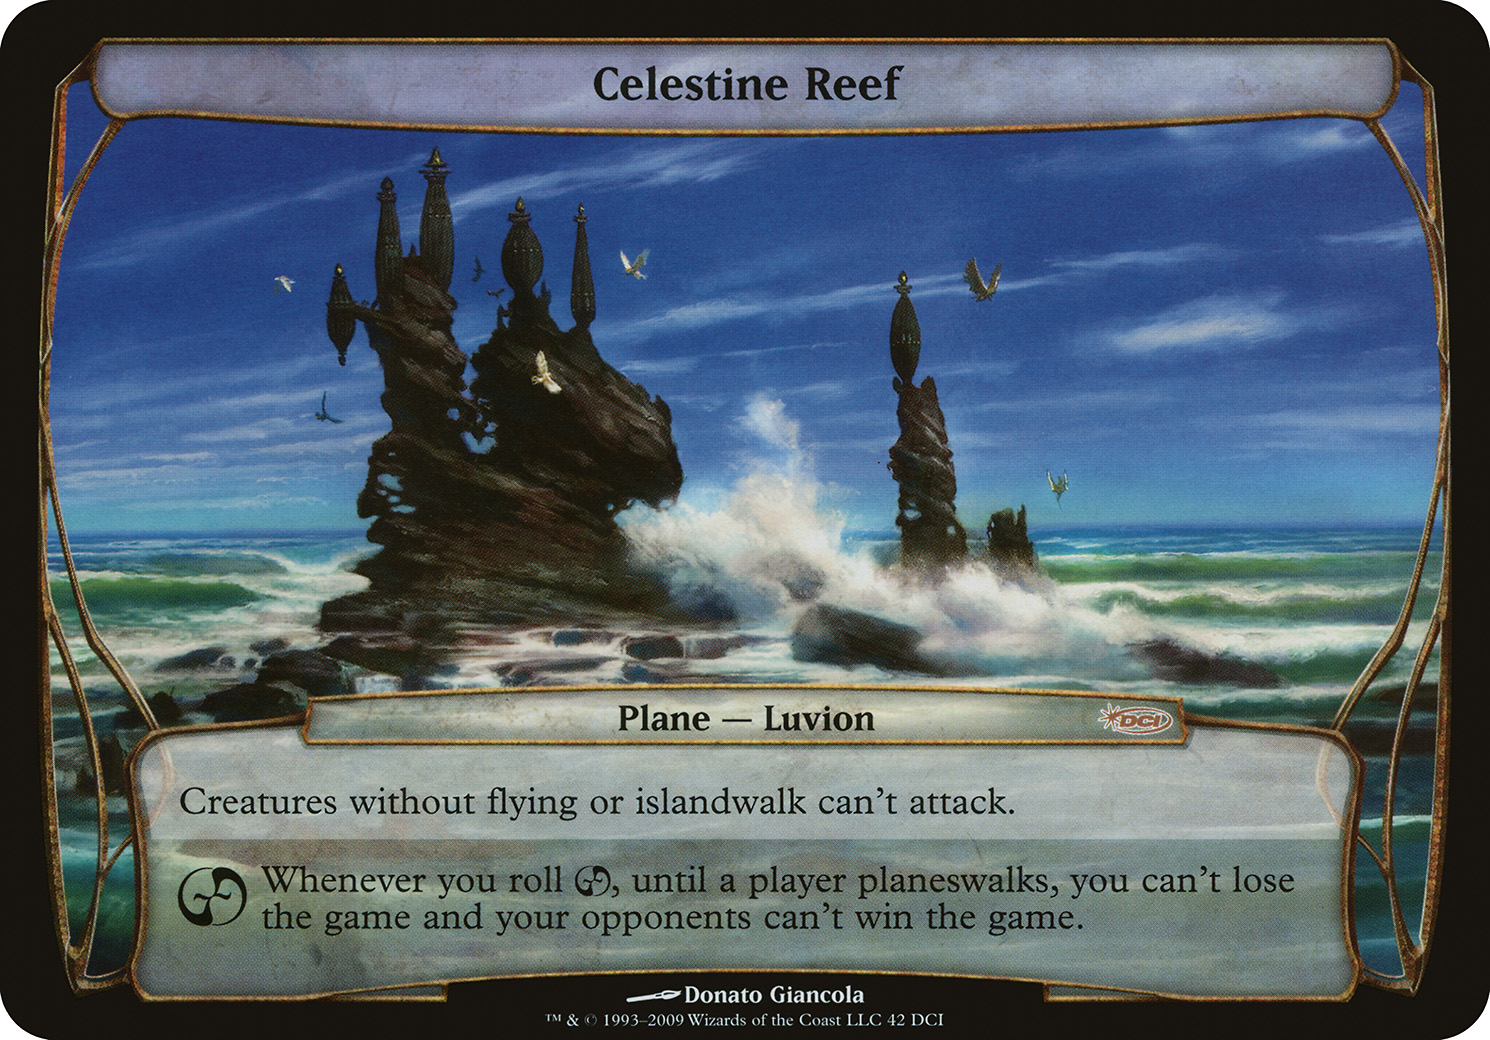 Celestine Reef
Plane — Luvion
DCI
Creatures without flying or islandwalk can't attack.
Whenever you roll , until a player planeswalks, you can't lose
the game and your opponents can't win the game.
Donato Giancola
™ & © 1993–2009 Wizards of the Coast LLC 42 DCI